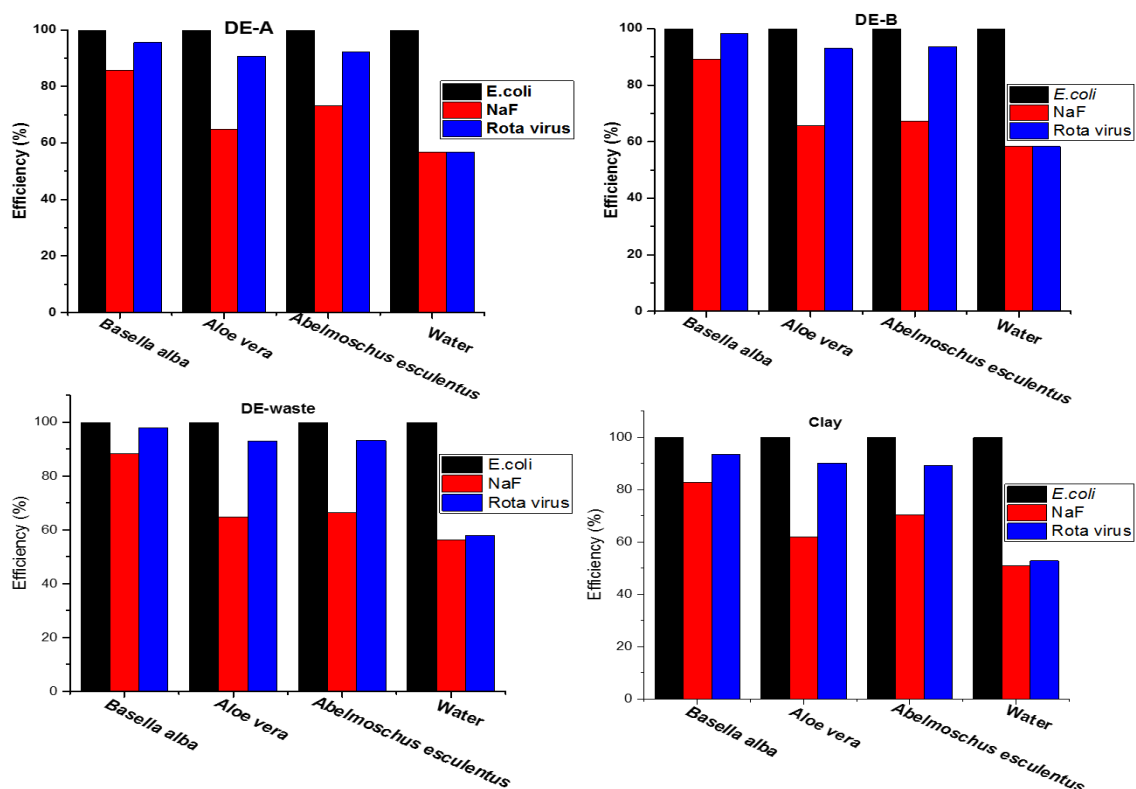 DE-A
Efficiency (%)
100
80
60
40
20
0
E.coli
NaF
Rota virus
Basella alba
Aloe vera
Abelmoschus esculentus
Water
DE-B
Efficiency (%)
100
80
60
40
20
0
E.coli
NaF
Rota virus
Basella alba
Aloe vera
Abelmoschus esculentus
Water
DE-waste
Efficiency (%)
100
80
60
40
20
0
E.coli
NaF
Rota virus
Basella alba
Aloe vera
Abelmoschus esculentus
Water
Clay
Efficiency (%)
100
80
60
40
20
0
E.coli
NaF
Rota virus
Basella alba
Aloe vera
Abelmoschus esculentus
Water